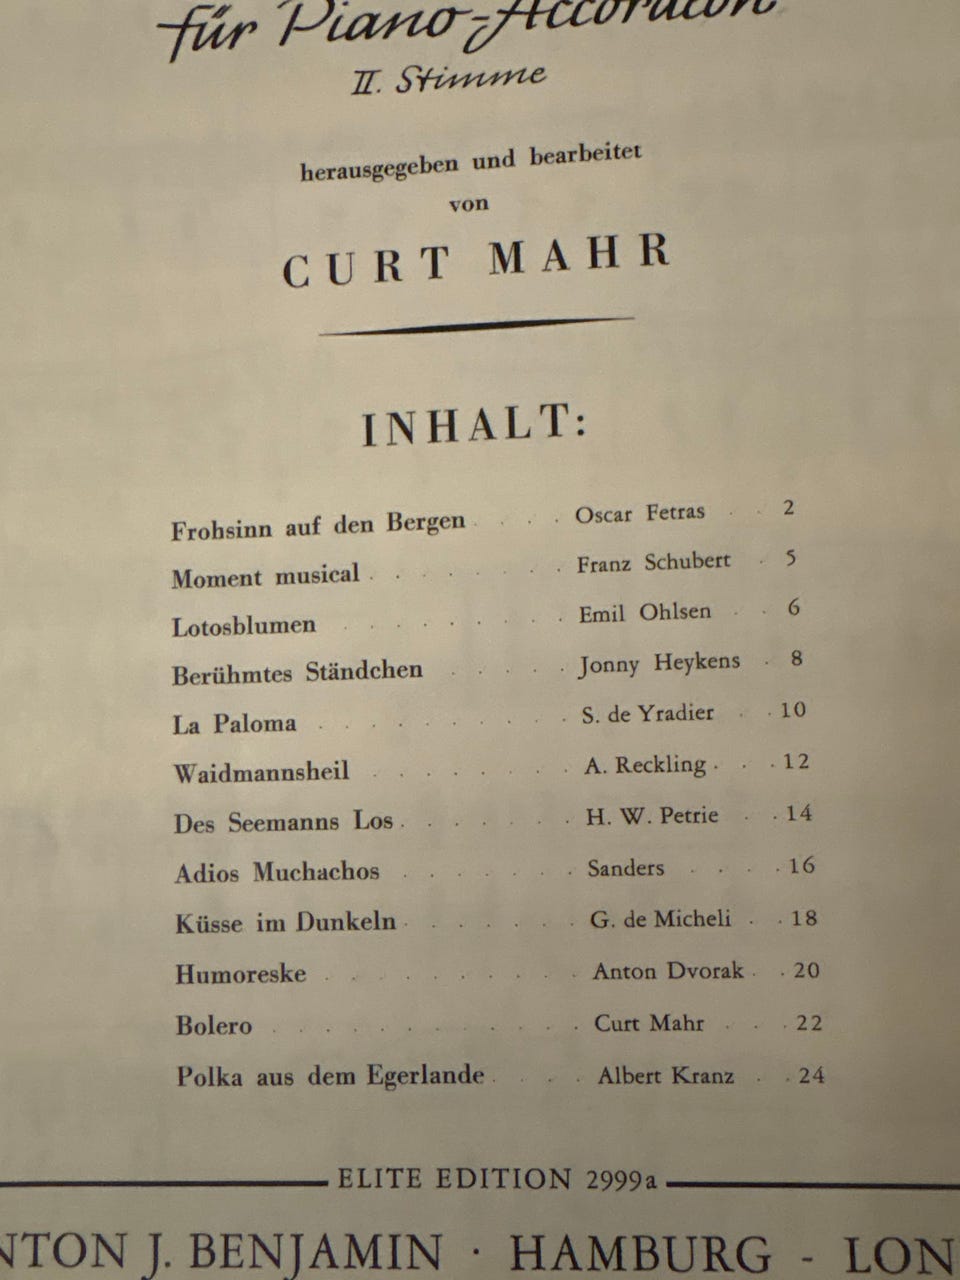 für Piano-Accordion
II. Stimme
herausgegeben und bearbeitet
von
CURT MAHR
INHALT:
Frohsinn auf den Bergen . . . . Oscar Fetras . . 2
Moment musical . . . . . . . . Franz Schubert . 5
Lotosblumen . . . . . . . . . Emil Ohlsen . . 6
Berühmtes Ständchen . . . . . Jonny Heykens . 8
La Paloma . . . . . . . . . . S. de Yradier . . 10
Waidmannsheil . . . . . . . . A. Reckling . . . 12
Des Seemanns Los . . . . . . . H. W. Petrie . . 14
Adios Muchachos . . . . . . . Sanders . . . . 16
Küsse im Dunkeln . . . . . . . G. de Micheli . . 18
Humoreske . . . . . . . . . . Anton Dvorak . . 20
Bolero . . . . . . . . . . . . Curt Mahr . . . 22
Polka aus dem Egerlande . . . . Albert Kranz . . 24
ELITE EDITION 2999a
NTON J. BENJAMIN · HAMBURG - LON